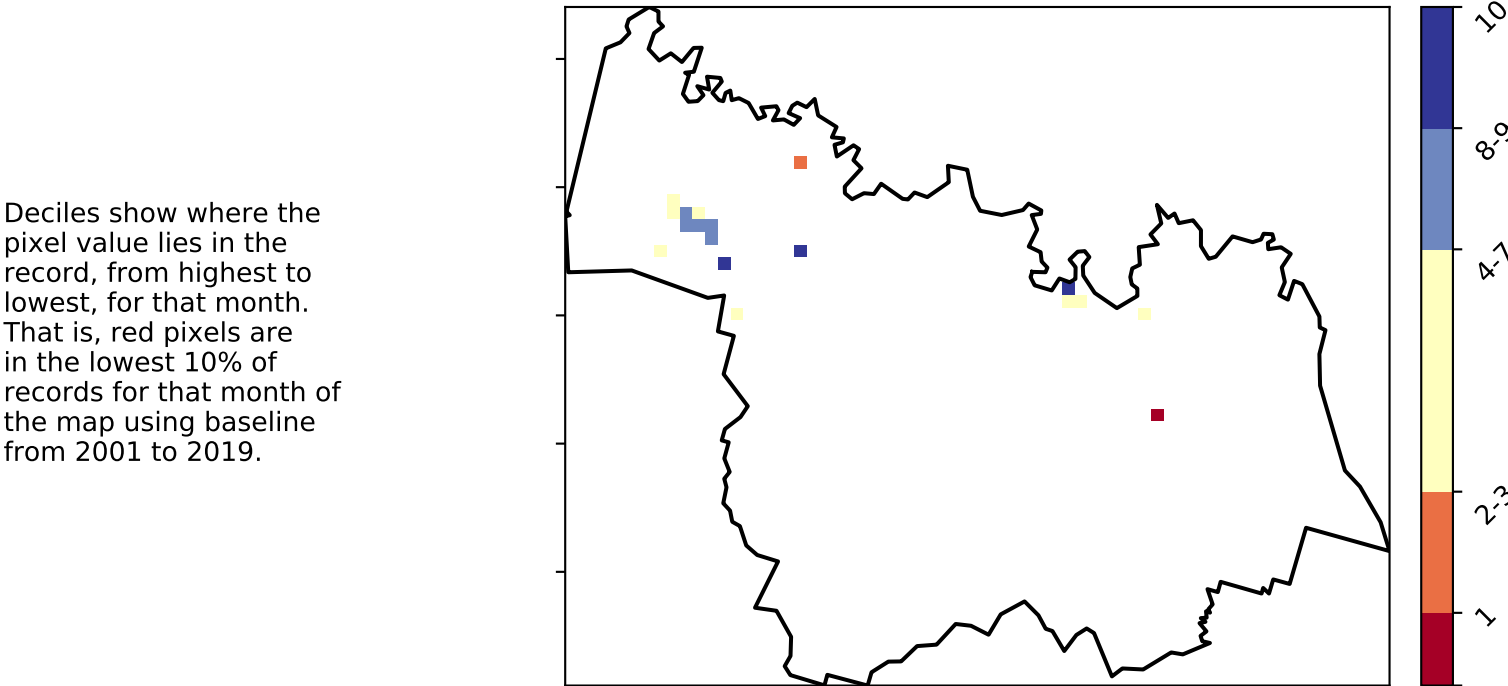 Deciles show where the
pixel value lies in the
record, from highest to
lowest, for that month.
That is, red pixels are
in the lowest 10% of
records for that month of
the map using baseline
from 2001 to 2019.
10
8-9
4-7
2-3
1